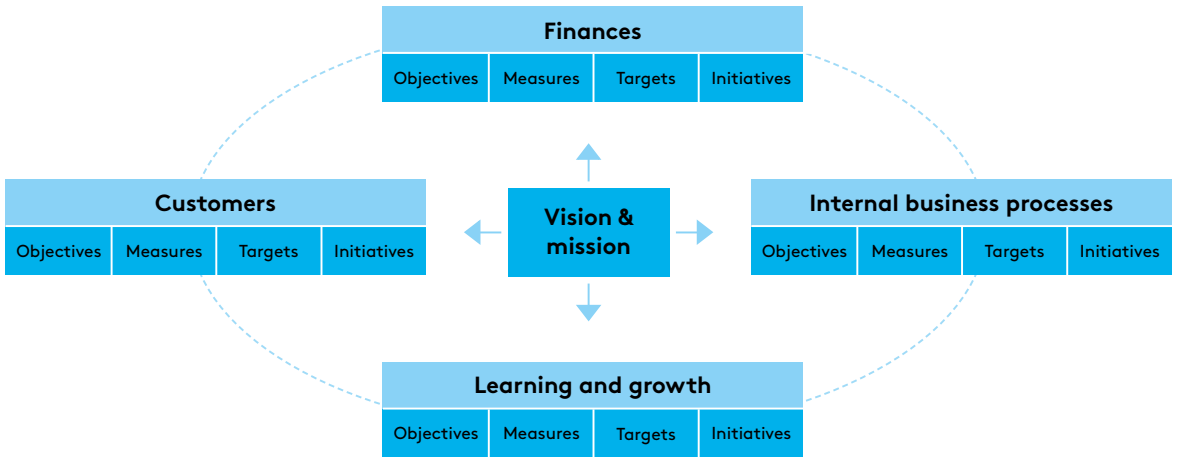 Finances
Objectives Measures Targets Initiatives
Customers
Objectives Measures Targets Initiatives
Vision &
mission
Internal business processes
Objectives Measures Targets Initiatives
Learning and growth
Objectives Measures Targets Initiatives